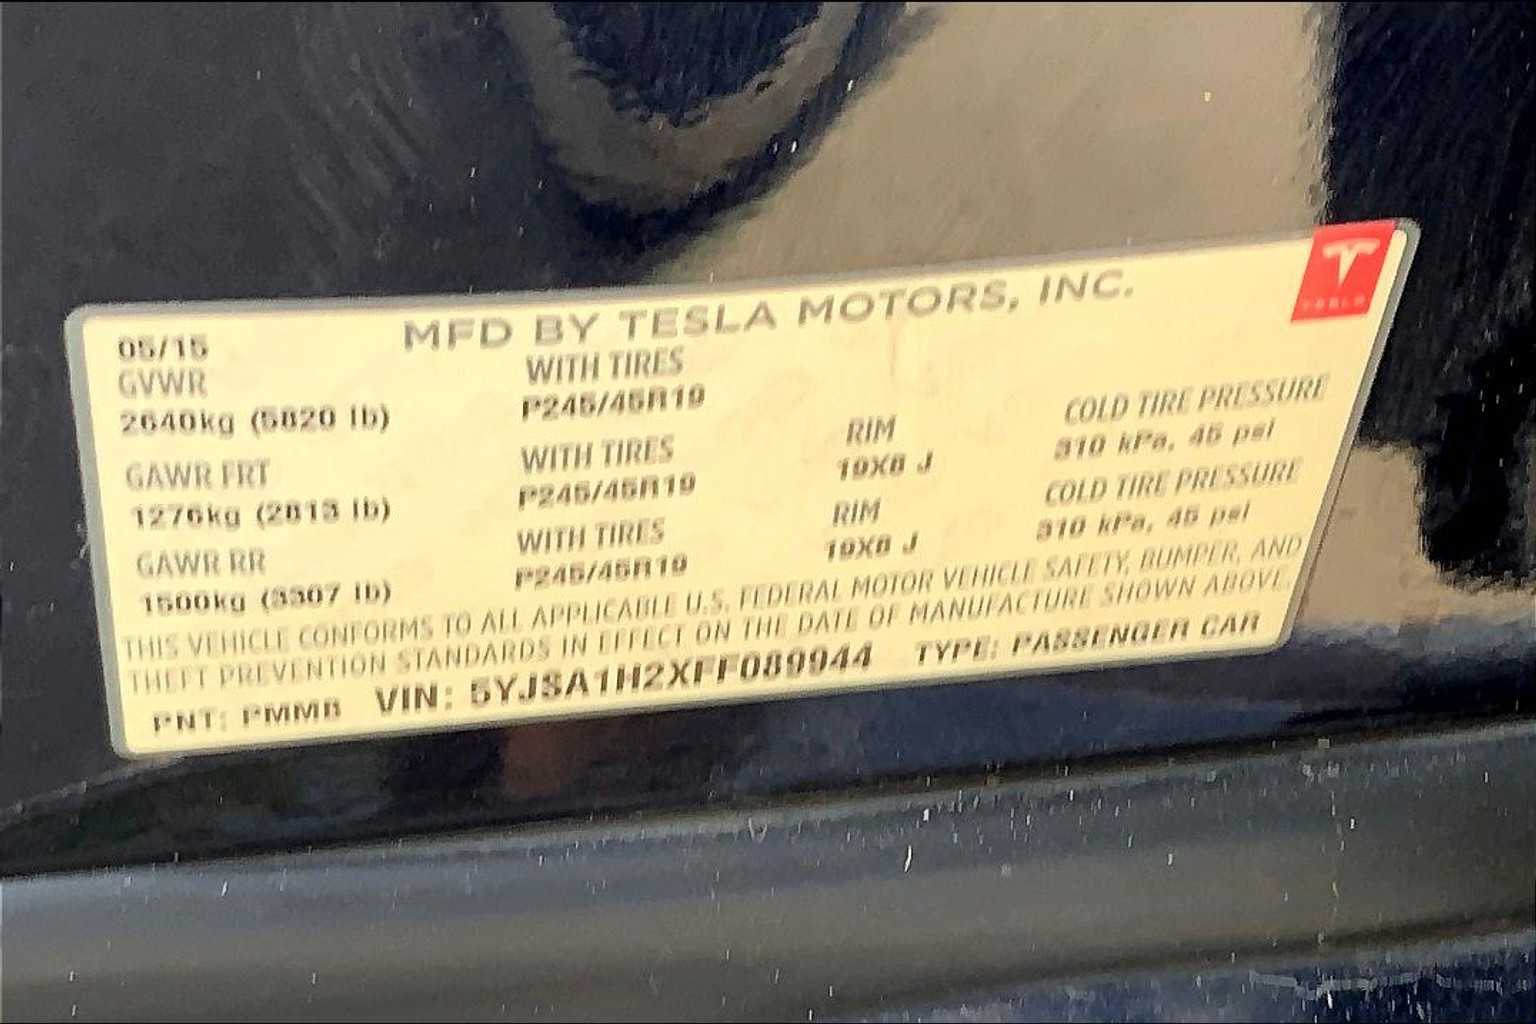 MFD BY TESLA MOTORS, INC.
TESLA
05/15
GVWR
2640kg (5820 lb)
WITH TIRES
P245/45R19
GAWR FRT
1276kg (2813 lb)
WITH TIRES
P245/45R19
RIM
19X8 J
COLD TIRE PRESSURE
310 kPa, 45 psi
GAWR RR
1500kg (3307 lb)
WITH TIRES
P245/45R19
RIM
19X8 J
COLD TIRE PRESSURE
310 kPa, 45 psi
THIS VEHICLE CONFORMS TO ALL APPLICABLE U.S. FEDERAL MOTOR VEHICLE SAFETY, BUMPER, AND
THEFT PREVENTION STANDARDS IN EFFECT ON THE DATE OF MANUFACTURE SHOWN ABOVE.
PNT: PMMB VIN: 5YJSA1H2XFF089944 TYPE: PASSENGER CAR